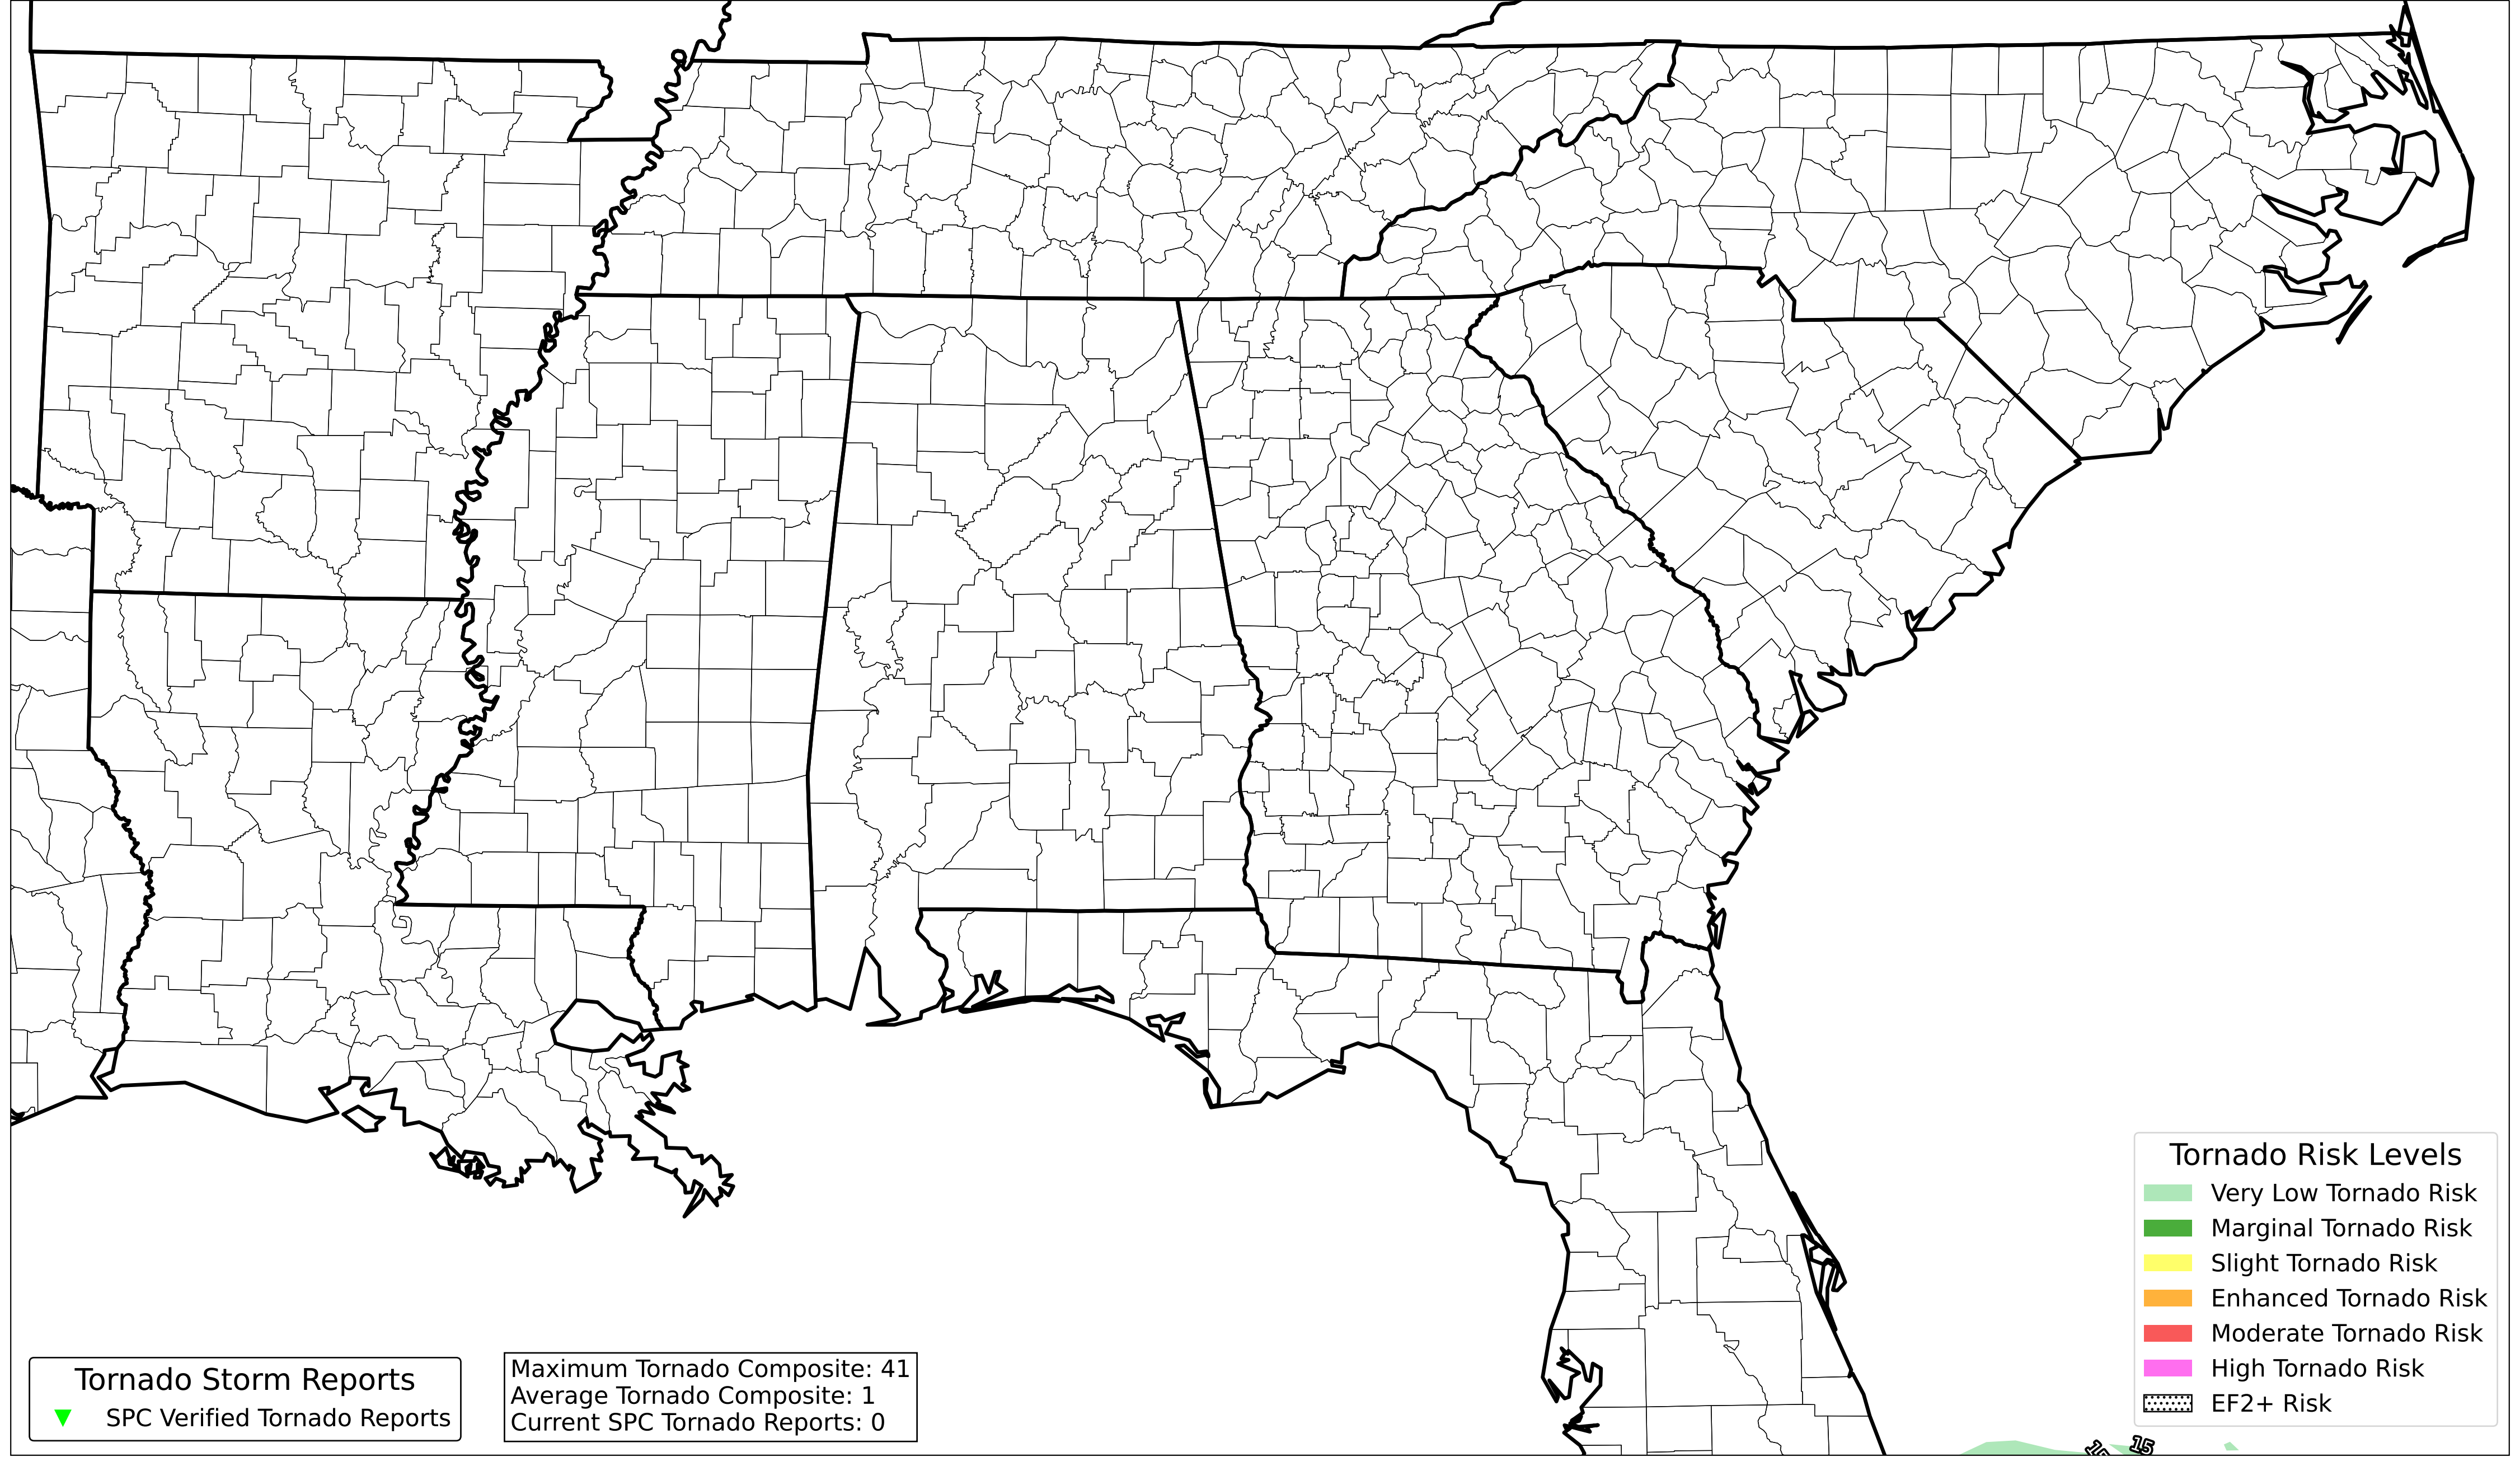 Tornado Risk Levels
Very Low Tornado Risk
Marginal Tornado Risk
Slight Tornado Risk
Enhanced Tornado Risk
Moderate Tornado Risk
High Tornado Risk
EF2+ Risk
Tornado Storm Reports
SPC Verified Tornado Reports
Maximum Tornado Composite: 41
Average Tornado Composite: 1
Current SPC Tornado Reports: 0
15